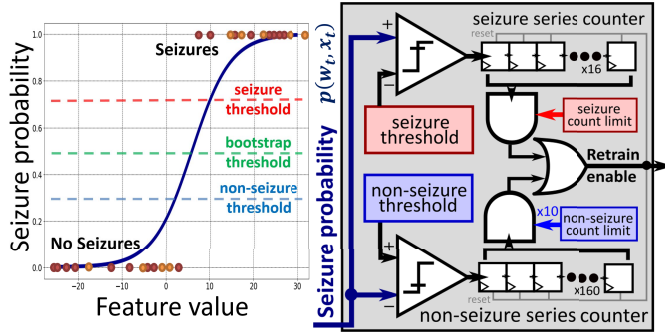 Seizure probability
1.0
0.8
0.6
0.4
0.2
0.0
Seizures
seizure
threshold
bootstrap
threshold
non-seizure
threshold
No Seizures
−20
−10
0
10
20
30
Feature value
Seizure probability p(wₜ, xₜ)
seizure series counter
reset
+
−
x16
seizure
threshold
seizure
count limit
Retrain
enable
non-seizure
threshold
x10
ncn-seizure
count limit
+
−
reset
x160
non-seizure series counter